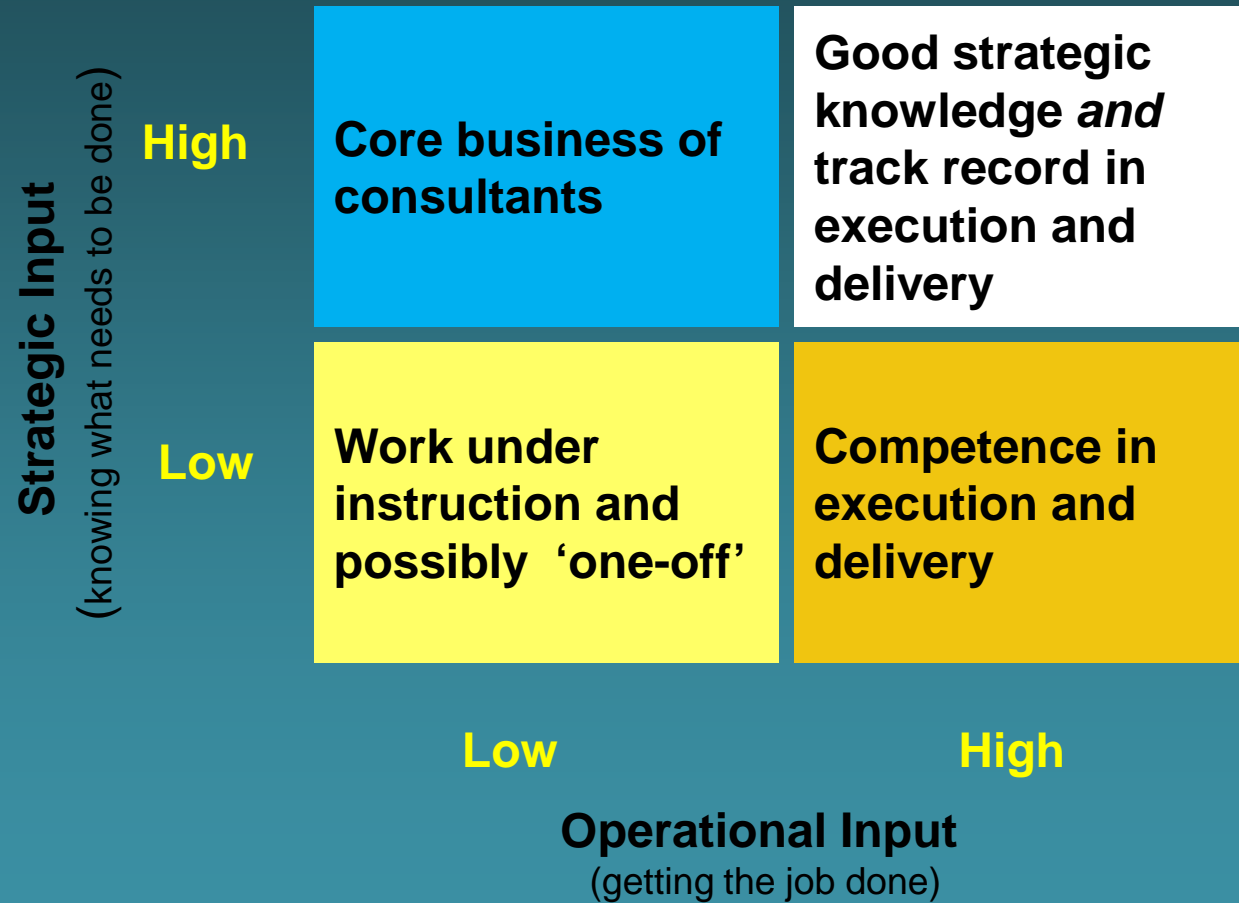 Strategic Input
(knowing what needs to be done)
High
Core business of
consultants
Good strategic
knowledge and
track record in
execution and
delivery
Low
Work under
instruction and
possibly ‘one-off’
Competence in
execution and
delivery
Low
High
Operational Input
(getting the job done)